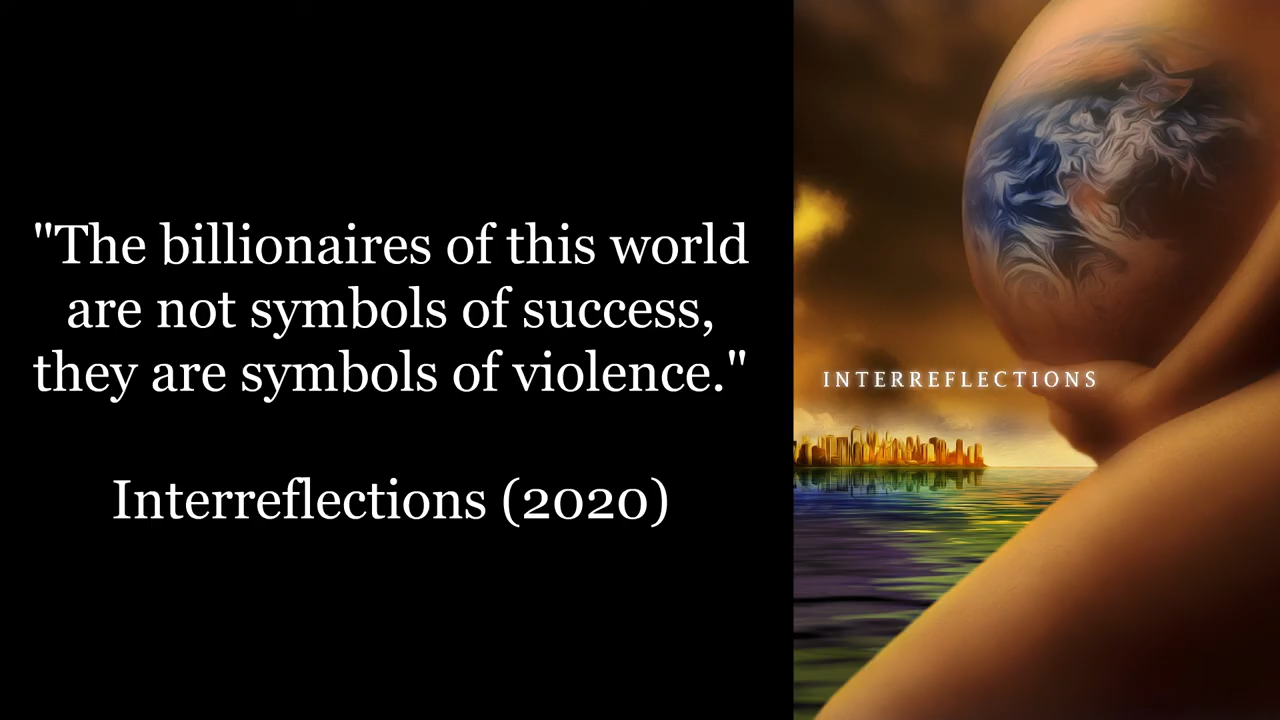 "The billionaires of this world
are not symbols of success,
they are symbols of violence."
Interreflections (2020)
INTERREFLECTIONS